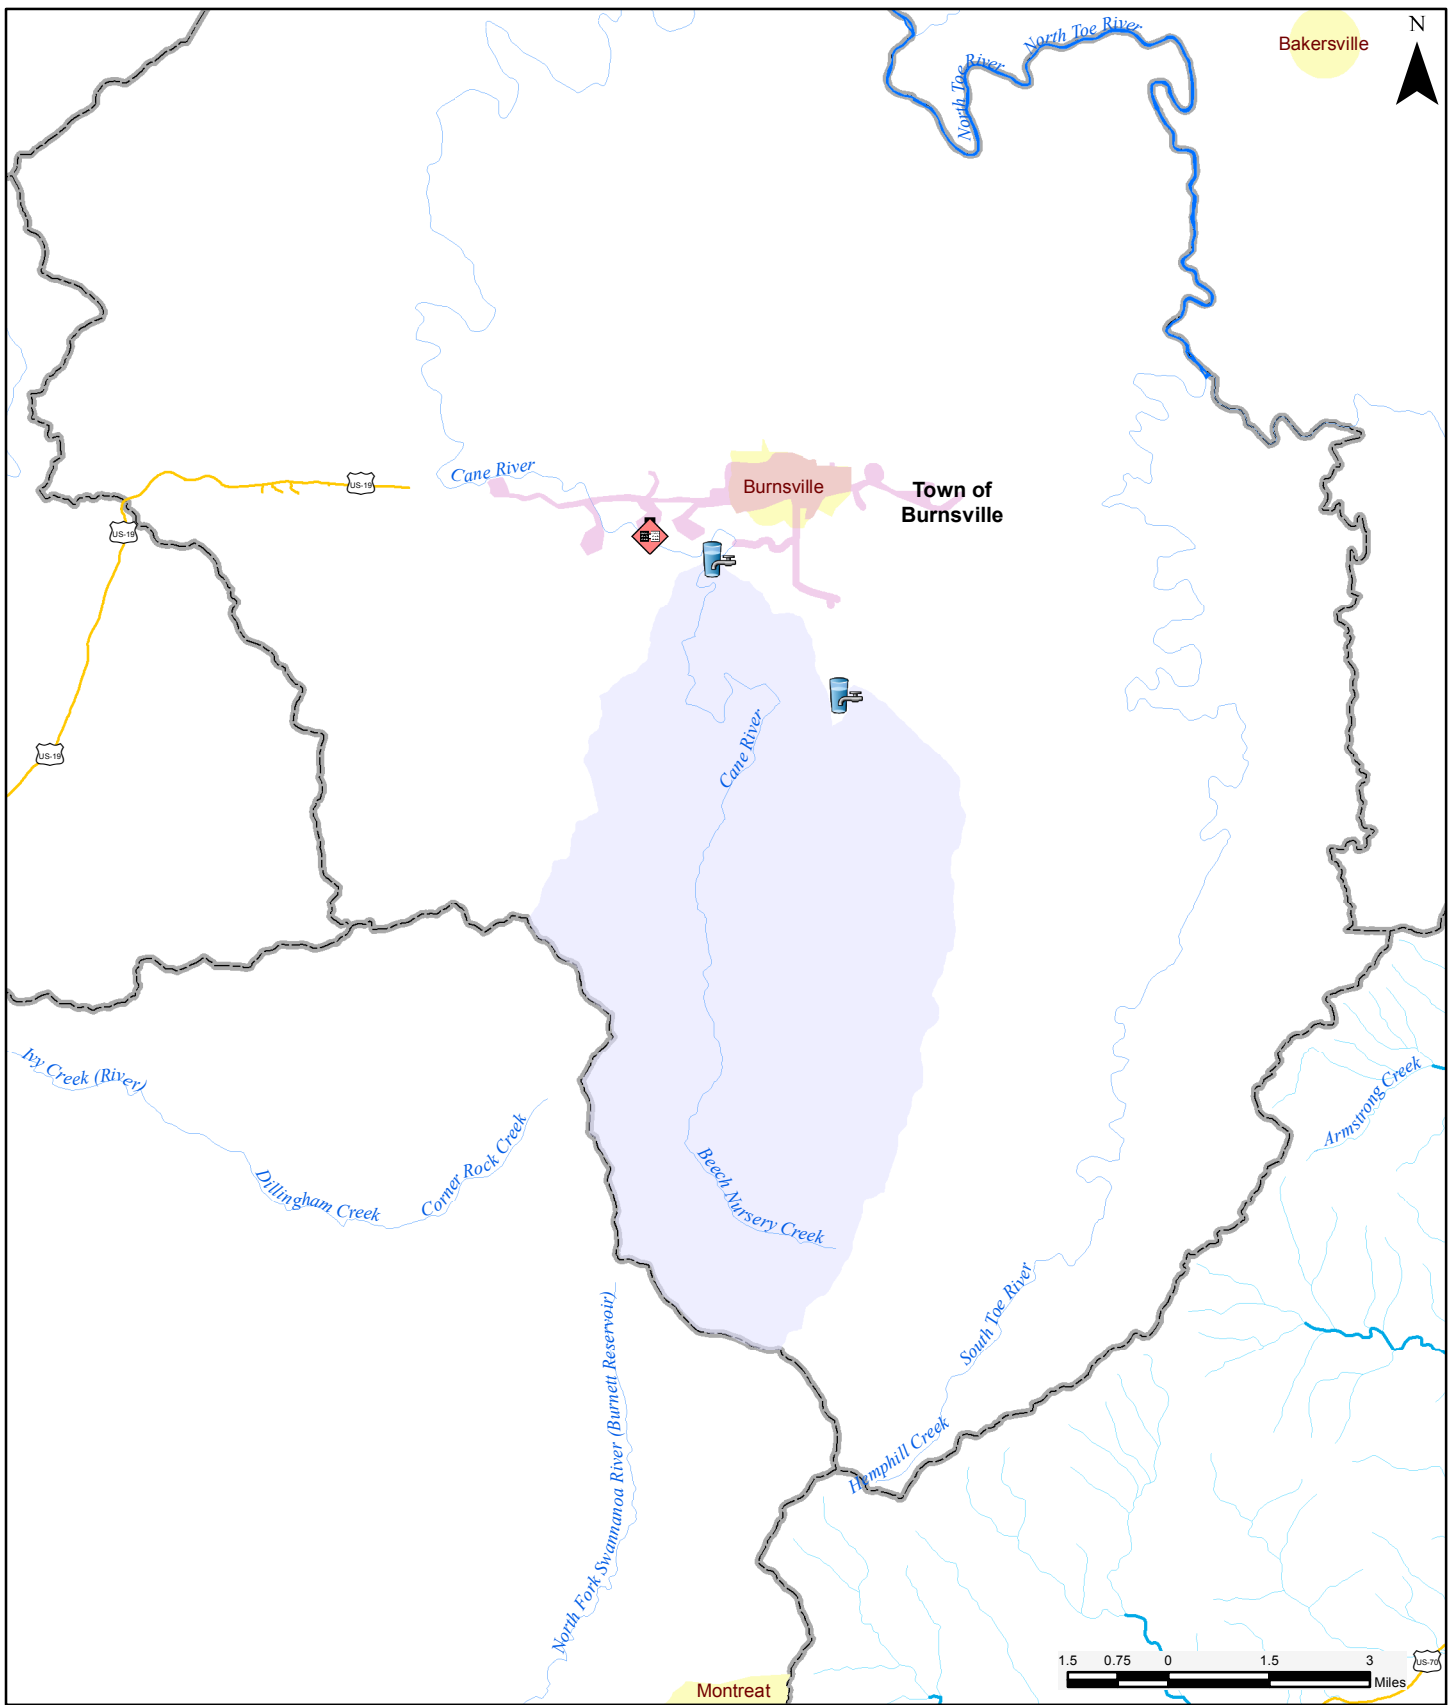 N
North Toe River
Bakersville
North Toe
River
Cane River
US-19
Burnsville
Town of
Burnsville
US-19
US-19
Cane River
Ivy Creek (River)
Armstrong Creek
Corner Rock Creek
Dillingham Creek
Beech Nursery Creek
South Toe River
North Fork Swannanoa River (Burnett Reservoir)
Hemphill Creek
1.5 0.75 0 1.5 3
Miles
US-70
Montreat